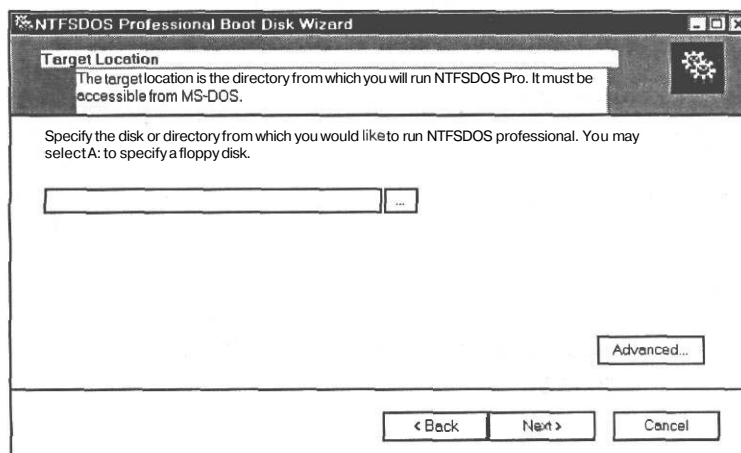 NTFSDOS Professional Boot Disk Wizard
Target Location
The target location is the directory from which you will run NTFSDOS Pro. It must be
accessible from MS-DOS.
Specify the disk or directory from which you would like to run NTFSDOS professional. You may
select A: to specify a floppy disk.
...
Advanced...
< Back
Next >
Cancel